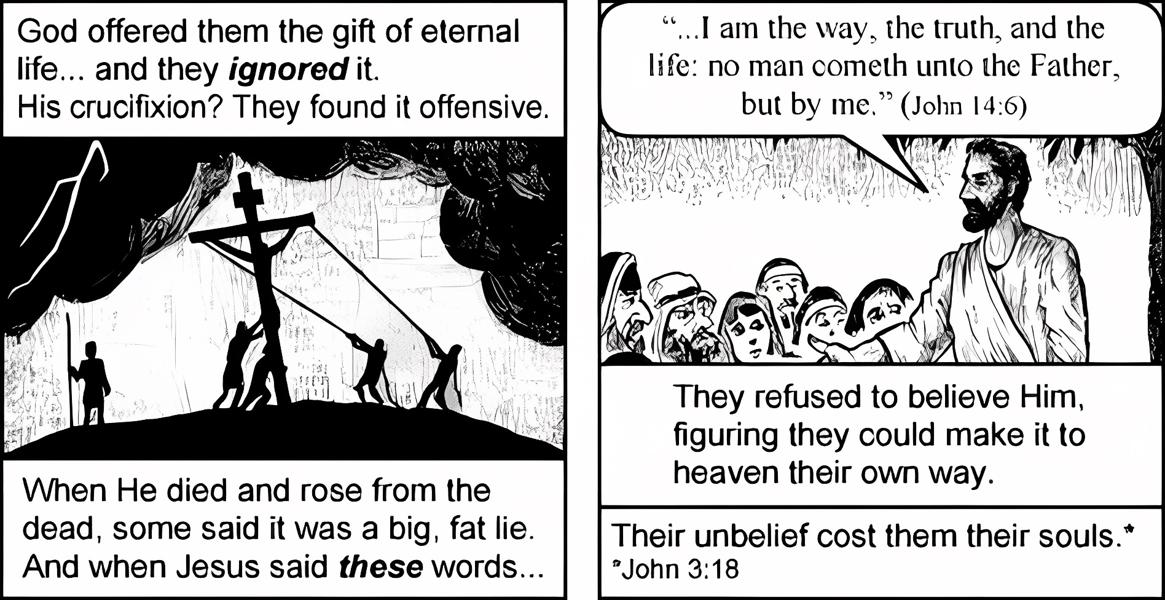 God offered them the gift of eternal
life... and they ignored it.
His crucifixion? They found it offensive.
When He died and rose from the
dead, some said it was a big, fat lie.
And when Jesus said these words...
“...I am the way, the truth, and the
life: no man cometh unto the Father,
but by me.” (John 14:6)
They refused to believe Him,
figuring they could make it to
heaven their own way.
Their unbelief cost them their souls.*
*John 3:18